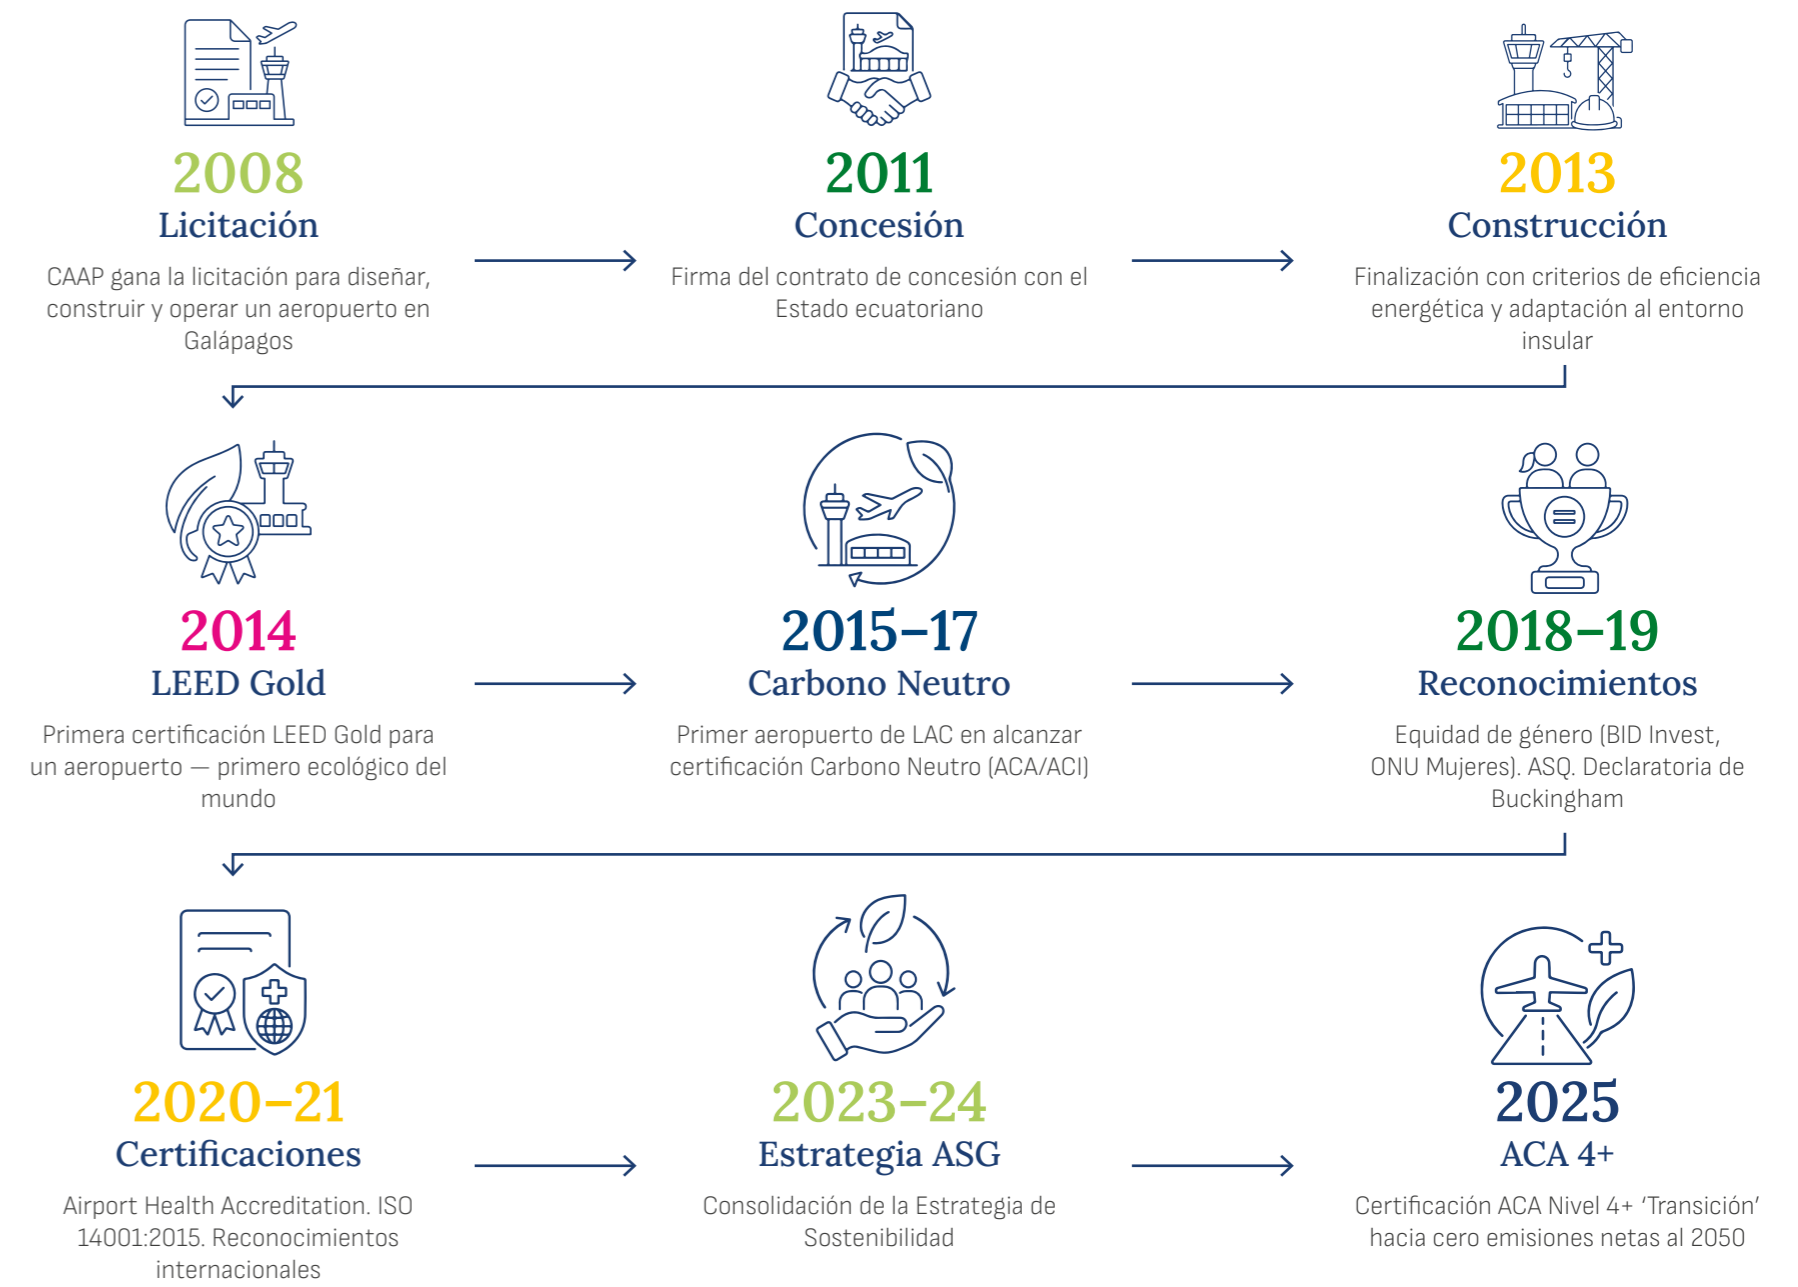 2008
Licitación
CAAP gana la licitación para diseñar,
construir y operar un aeropuerto en
Galápagos
2011
Concesión
Firma del contrato de concesión con el
Estado ecuatoriano
2013
Construcción
Finalización con criterios de eficiencia
energética y adaptación al entorno
insular
2014
LEED Gold
Primera certificación LEED Gold para
un aeropuerto — primero ecológico del
mundo
2015–17
Carbono Neutro
Primer aeropuerto de LAC en alcanzar
certificación Carbono Neutro (ACA/ACI)
2018–19
Reconocimientos
Equidad de género (BID Invest,
ONU Mujeres). ASQ. Declaratoria de
Buckingham
2020–21
Certificaciones
Airport Health Accreditation. ISO
14001:2015. Reconocimientos
internacionales
2023–24
Estrategia ASG
Consolidación de la Estrategia de
Sostenibilidad
2025
ACA 4+
Certificación ACA Nivel 4+ ‘Transición’
hacia cero emisiones netas al 2050